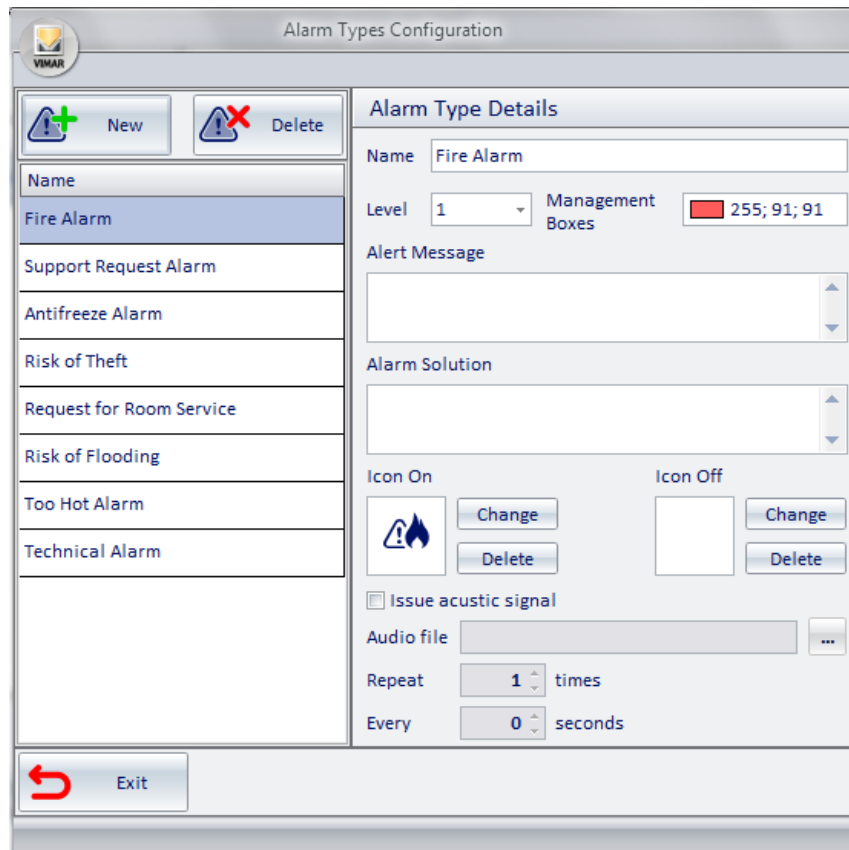 Alarm Types Configuration
VIMAR
New
Delete
Name
Fire Alarm
Support Request Alarm
Antifreeze Alarm
Risk of Theft
Request for Room Service
Risk of Flooding
Too Hot Alarm
Technical Alarm
Alarm Type Details
Name Fire Alarm
Level 1 Management Boxes 255; 91; 91
Alert Message
Alarm Solution
Icon On Icon Off
Change Change
Delete Delete
Issue acustic signal
Audio file ...
Repeat 1 times
Every 0 seconds
Exit